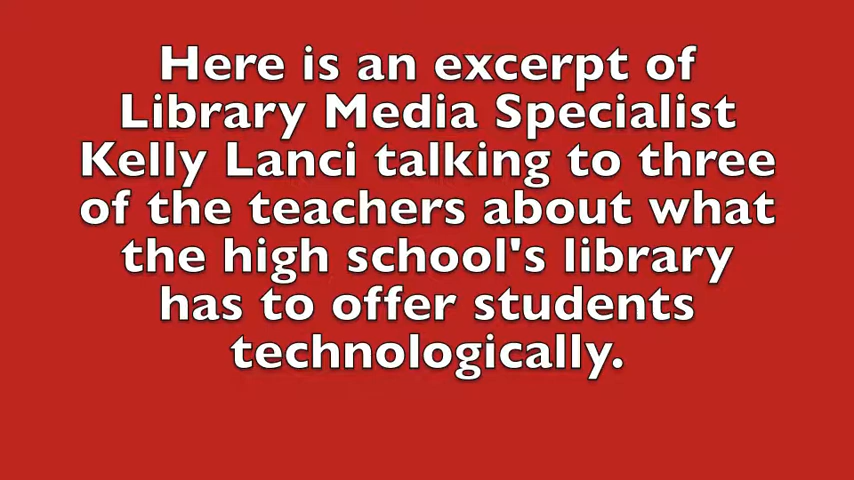 Here is an excerpt of
Library Media Specialist
Kelly Lanci talking to three
of the teachers about what
the high school's library
has to offer students
technologically.